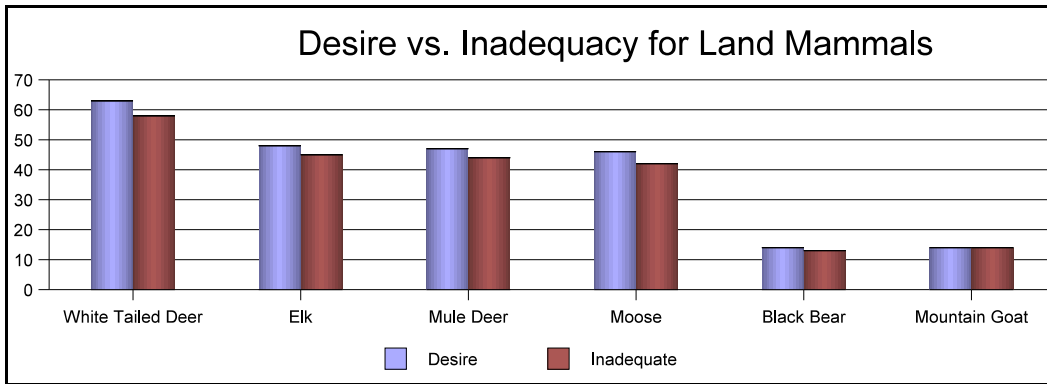 Desire vs. Inadequacy for Land Mammals
70
60
50
40
30
20
10
0
White Tailed Deer Elk Mule Deer Moose Black Bear Mountain Goat
Desire Inadequate